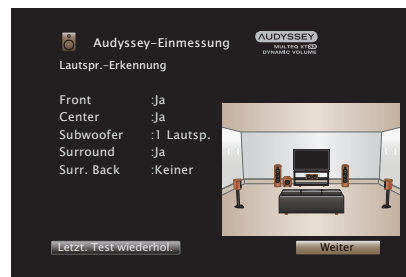 Audyssey-Einmessung
AUDYSSEY
MULTEQ XT32
DYNAMIC VOLUME
Lautspr.-Erkennung
Front :Ja
Center :Ja
Subwoofer :1 Lautsp.
Surround :Ja
Surr. Back :Keiner
Letzt. Test wiederhol.
Weiter